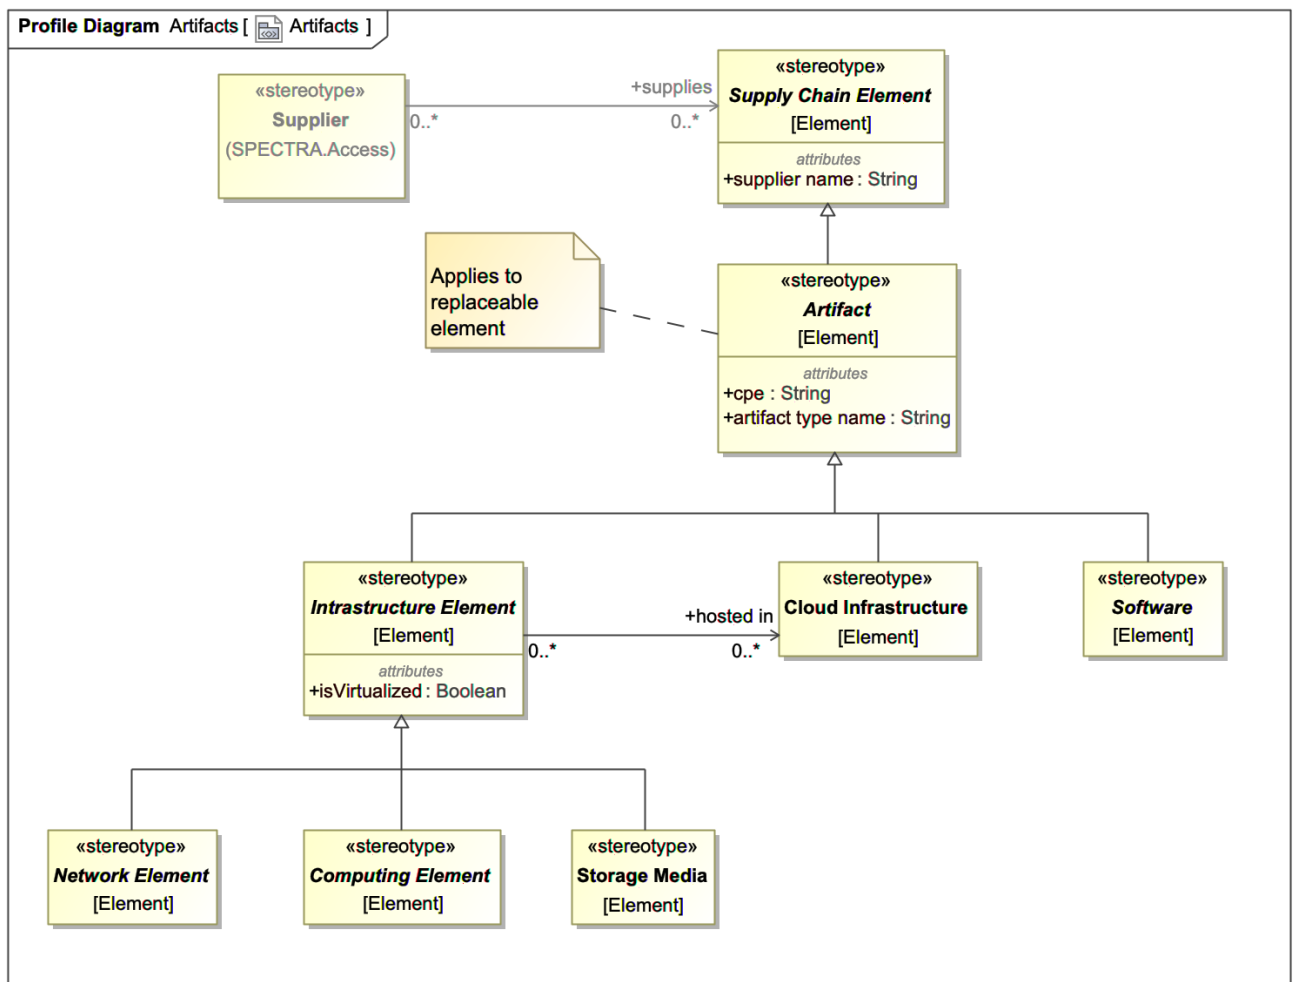 Profile Diagram Artifacts [ Artifacts ]
«stereotype»
Supplier
(SPECTRA.Access)
+supplies
0..*
0..*
«stereotype»
Supply Chain Element
[Element]
attributes
+supplier name : String
Applies to
replaceable
element
«stereotype»
Artifact
[Element]
attributes
+cpe : String
+artifact type name : String
«stereotype»
Intrastructure Element
[Element]
attributes
+isVirtualized : Boolean
+hosted in
0..*
0..*
«stereotype»
Cloud Infrastructure
[Element]
«stereotype»
Software
[Element]
«stereotype»
Network Element
[Element]
«stereotype»
Computing Element
[Element]
«stereotype»
Storage Media
[Element]